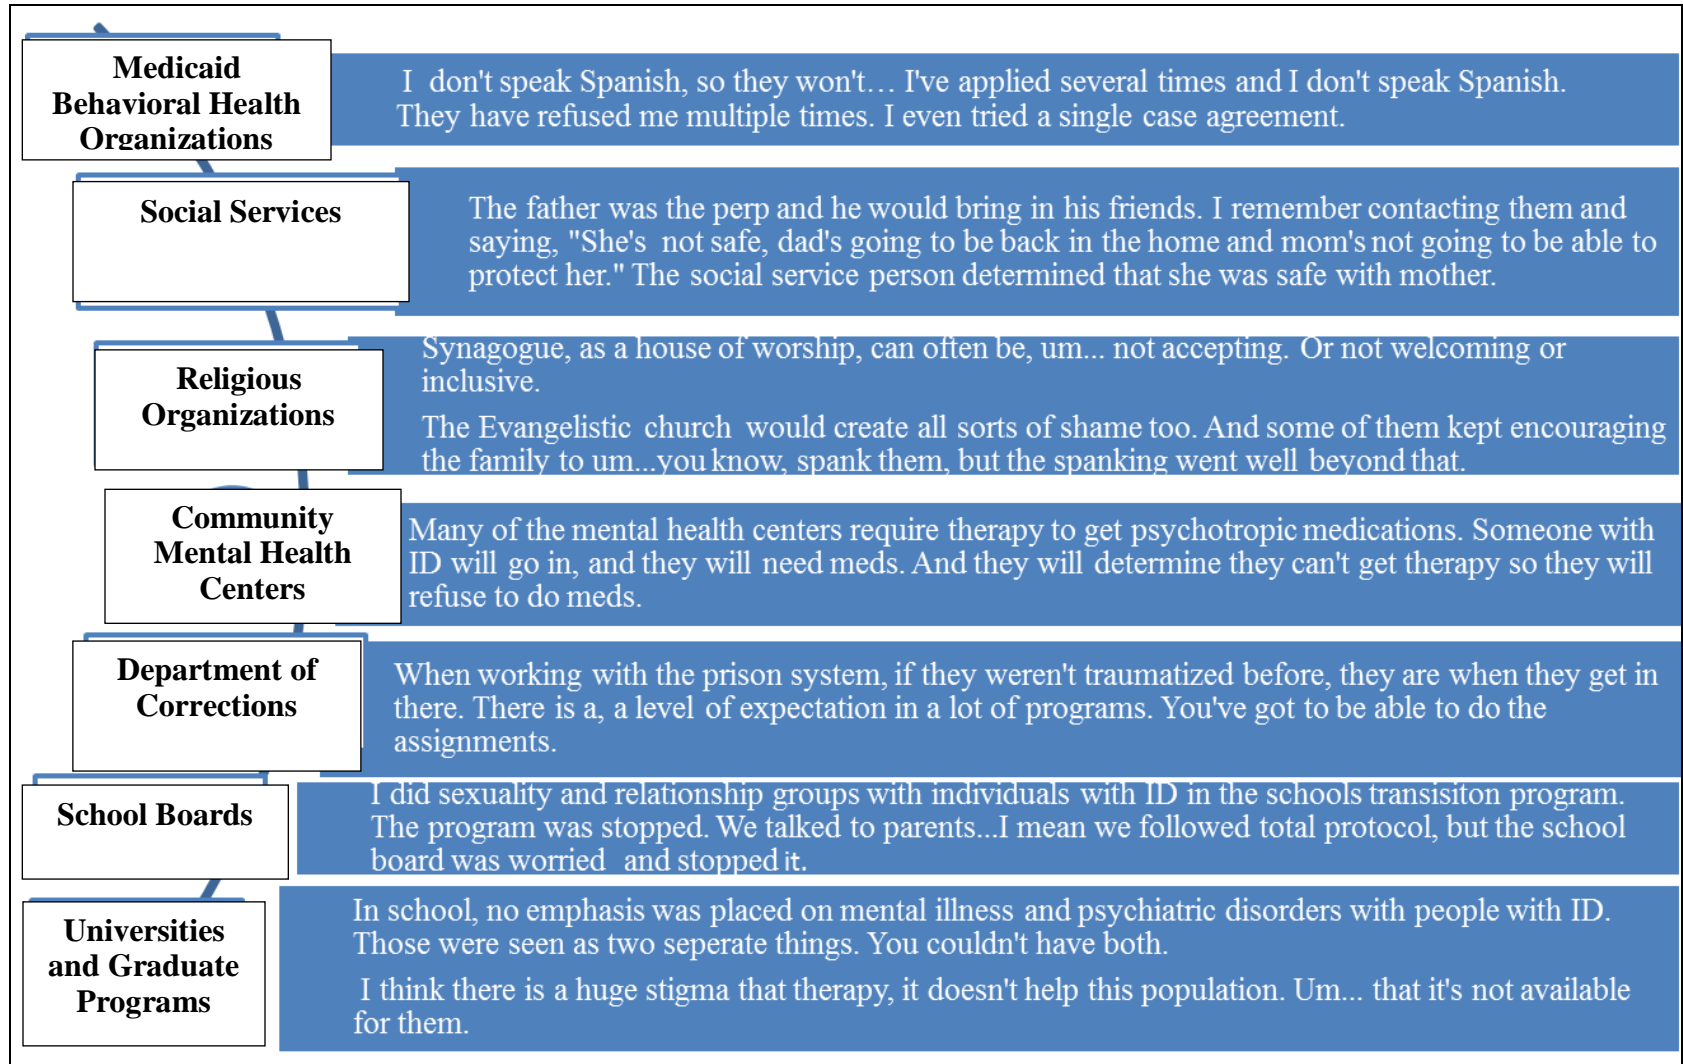 Medicaid
Behavioral Health
Organizations
I don't speak Spanish, so they won't… I've applied several times and I don't speak Spanish.
They have refused me multiple times. I even tried a single case agreement.
Social Services
The father was the perp and he would bring in his friends. I remember contacting them and
saying, "She's not safe, dad's going to be back in the home and mom's not going to be able to
protect her." The social service person determined that she was safe with mother.
Religious
Organizations
Synagogue, as a house of worship, can often be, um... not accepting. Or not welcoming or
inclusive.
The Evangelistic church would create all sorts of shame too. And some of them kept encouraging
the family to um...you know, spank them, but the spanking went well beyond that.
Community
Mental Health
Centers
Many of the mental health centers require therapy to get psychotropic medications. Someone with
ID will go in, and they will need meds. And they will determine they can't get therapy so they will
refuse to do meds.
Department of
Corrections
When working with the prison system, if they weren't traumatized before, they are when they get in
there. There is a, a level of expectation in a lot of programs. You've got to be able to do the
assignments.
School Boards
I did sexuality and relationship groups with individuals with ID in the schools transisiton program.
The program was stopped. We talked to parents...I mean we followed total protocol, but the school
board was worried and stopped it.
Universities
and Graduate
Programs
In school, no emphasis was placed on mental illness and psychiatric disorders with people with ID.
Those were seen as two seperate things. You couldn't have both.
I think there is a huge stigma that therapy, it doesn't help this population. Um... that it's not available
for them.